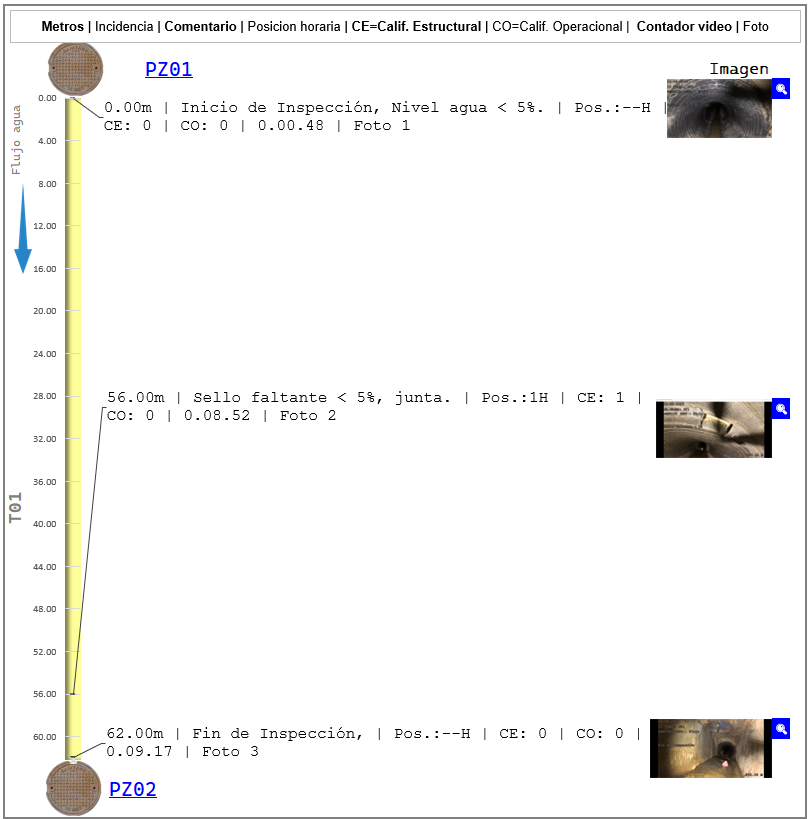 Metros | Incidencia | Comentario | Posicion horaria | CE=Calif. Estructural | CO=Calif. Operacional | Contador video | Foto
PZ01
Imagen
0.00m | Inicio de Inspección, Nivel agua < 5%. | Pos.:--H |
CE: 0 | CO: 0 | 0.00.48 | Foto 1
Flujo agua
0.00
4.00
8.00
12.00
16.00
20.00
24.00
28.00
56.00m | Sello faltante < 5%, junta. | Pos.:1H | CE: 1 |
CO: 0 | 0.08.52 | Foto 2
32.00
36.00
T01
40.00
44.00
48.00
52.00
56.00
60.00
62.00m | Fin de Inspección, | Pos.:--H | CE: 0 | CO: 0 |
0.09.17 | Foto 3
PZ02